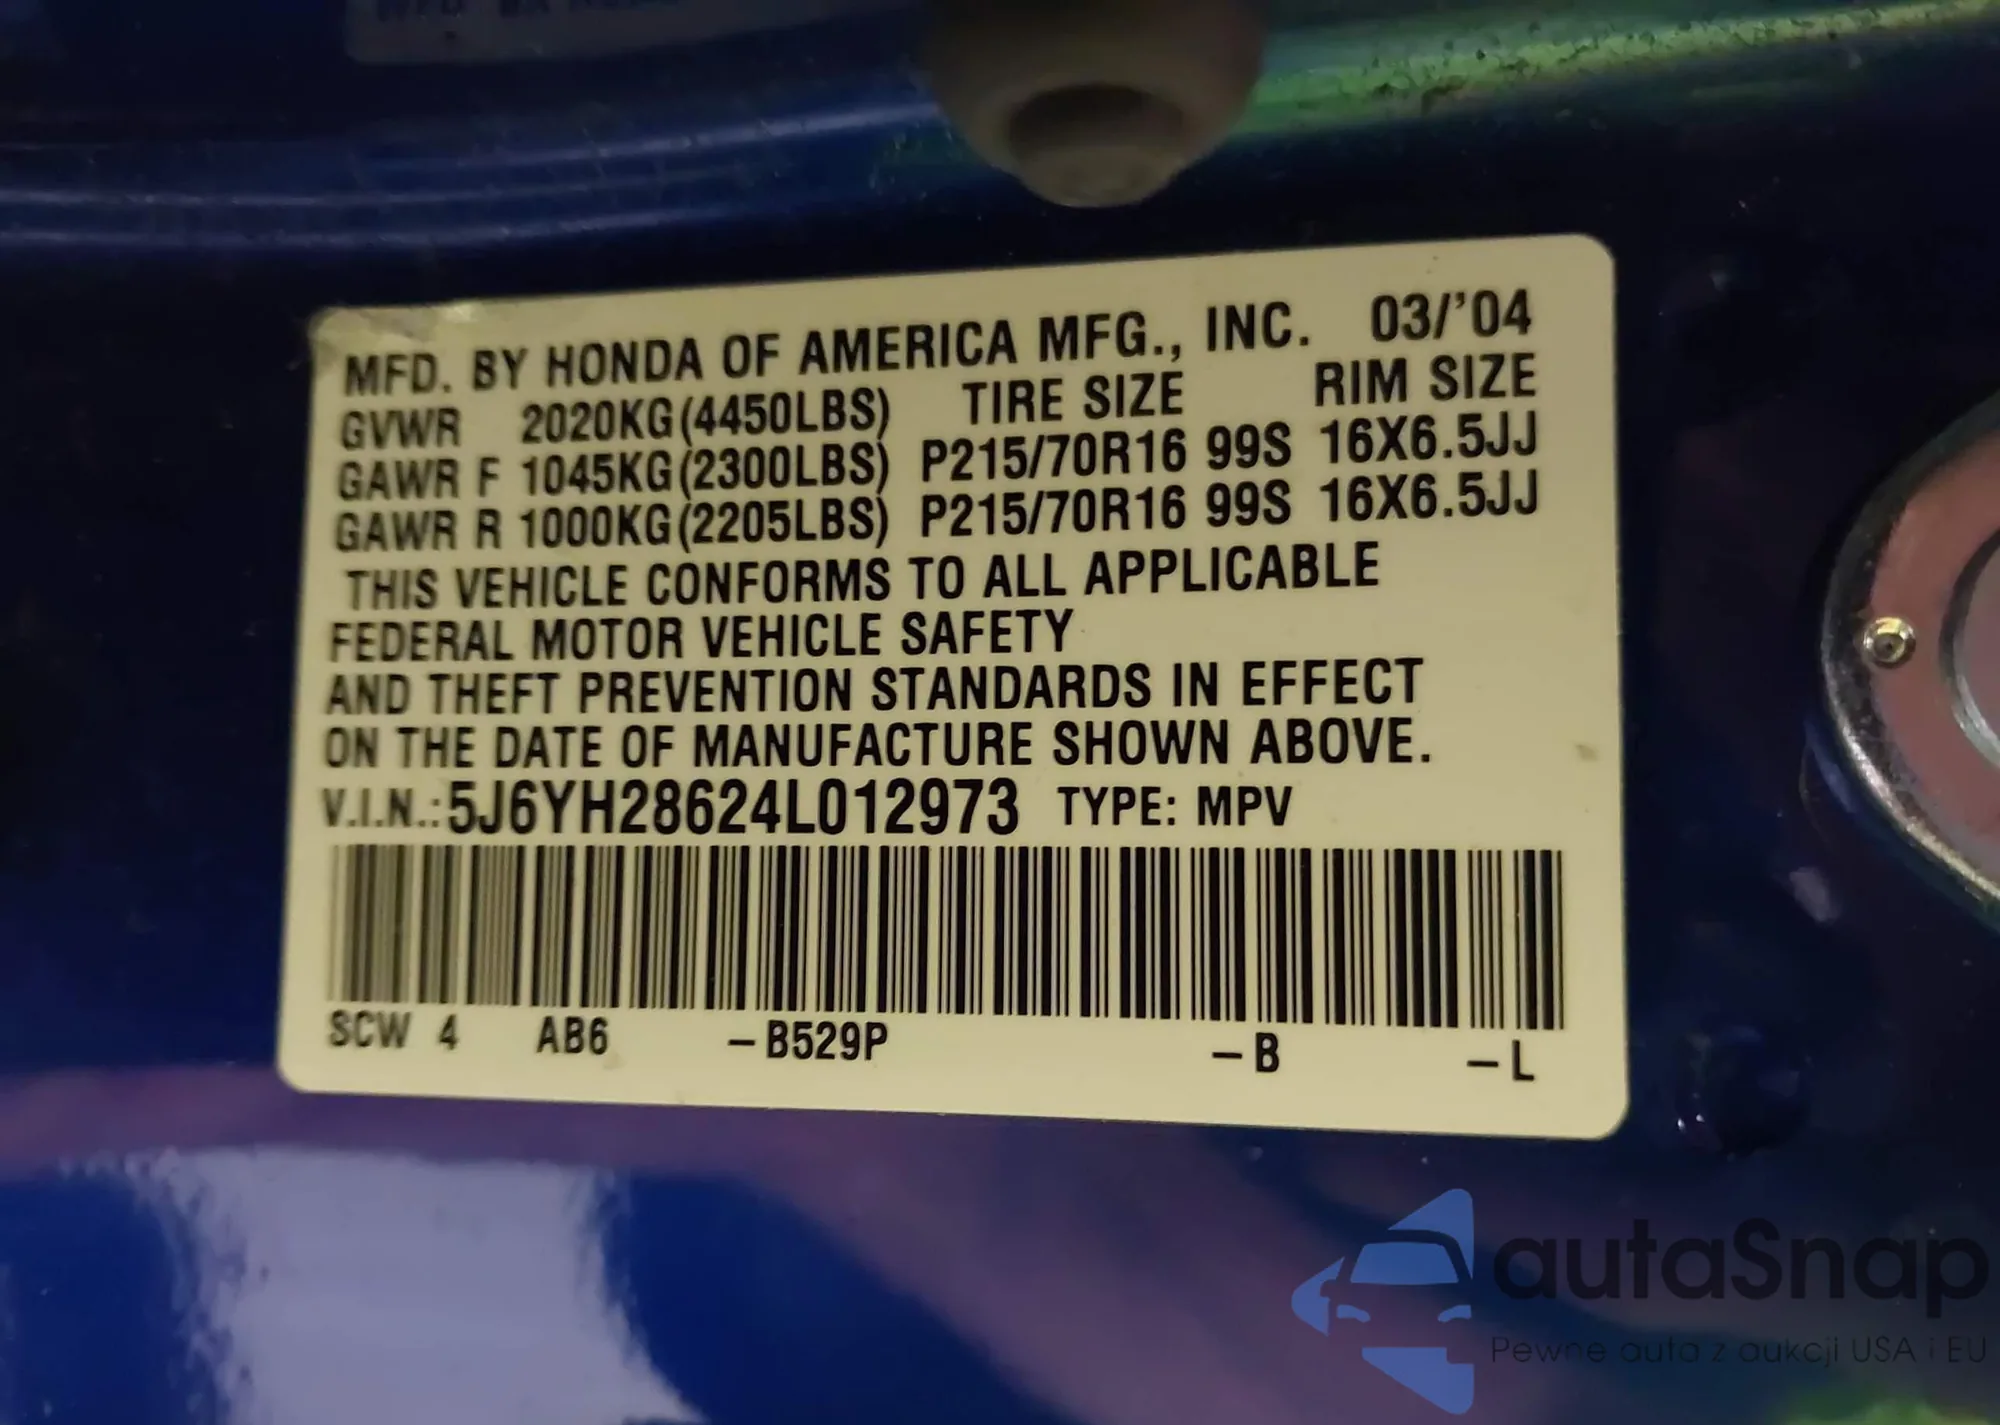 MFD. BY HONDA OF AMERICA MFG., INC. 03/'04
GVWR 2020KG(4450LBS) TIRE SIZE RIM SIZE
GAWR F 1045KG(2300LBS) P215/70R16 99S 16X6.5JJ
GAWR R 1000KG(2205LBS) P215/70R16 99S 16X6.5JJ
THIS VEHICLE CONFORMS TO ALL APPLICABLE
FEDERAL MOTOR VEHICLE SAFETY
AND THEFT PREVENTION STANDARDS IN EFFECT
ON THE DATE OF MANUFACTURE SHOWN ABOVE.
V.I.N.:5J6YH28624L012973 TYPE: MPV
SCW 4 AB6 –B529P –B –L
autaSnap
Pewne auta z aukcji USA i EU